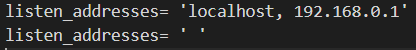 listen_addresses= 'localhost, 192.168.0.1'
listen_addresses= ' '